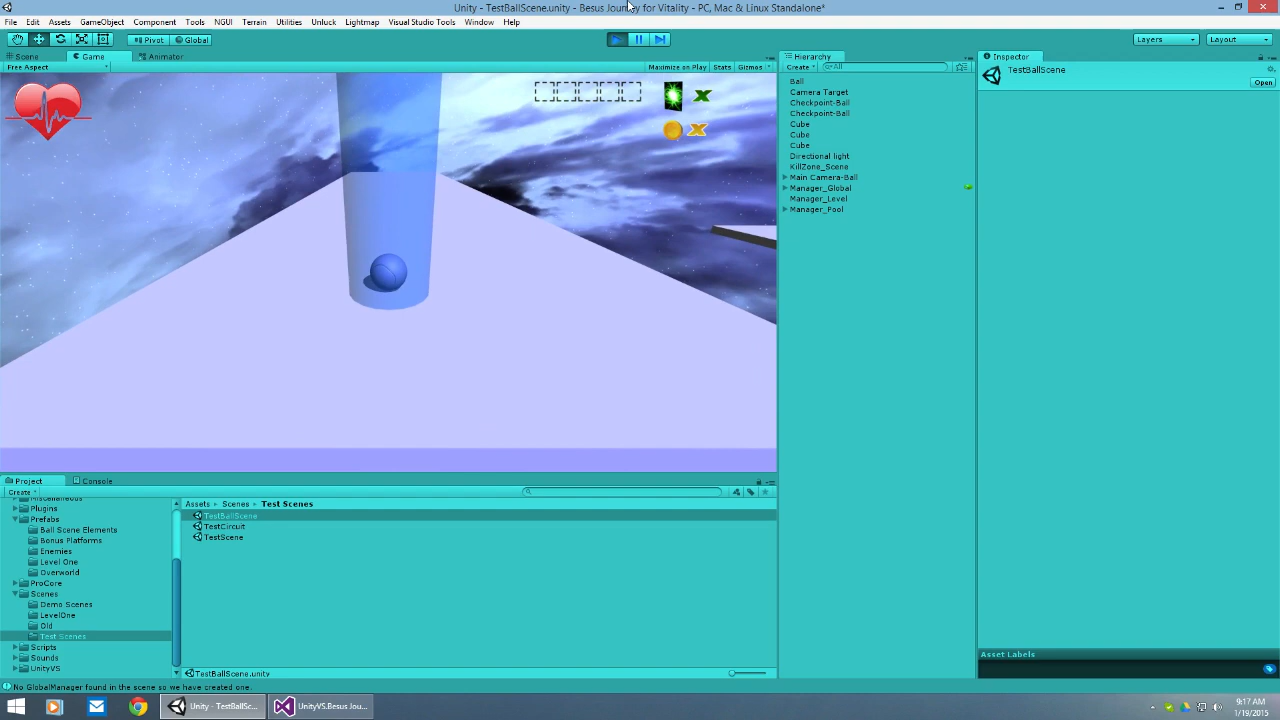 Unity - TestBallScene.unity - Besus Journey for Vitality - PC, Mac & Linux Standalone*
File Edit Assets GameObject Component Tools NGUI Terrain Utilities Unluck Lightmap Visual Studio Tools Window Help
Pivot Global Layers Layout
Scene Game Animator Hierarchy Inspector
Free Aspect Maximize on Play Stats Gizmos Create All TestBallScene
Open
Ball
Camera Target
Checkpoint-Ball
Checkpoint-Ball
Cube
Cube
Cube
Directional light
KillZone_Scene
Main Camera-Ball
Manager_Global
Manager_Level
Manager_Pool
X
X
Project Console
Create
Miscellaneous
Plugins
Prefabs
Ball Scene Elements
Bonus Platforms
Enemies
Level One
Overworld
ProCore
Scenes
Demo Scenes
LevelOne
Old
Test Scenes
Scripts
Sounds
UnityVS
Assets Scenes Test Scenes
TestBallScene
TestCircuit
TestScene
TestBallScene.unity
Asset Labels
No GlobalManager found in the scene so we have created one.
Unity - TestBallSc...
UnityVS.Besus Jou...
9:17 AM
1/19/2015